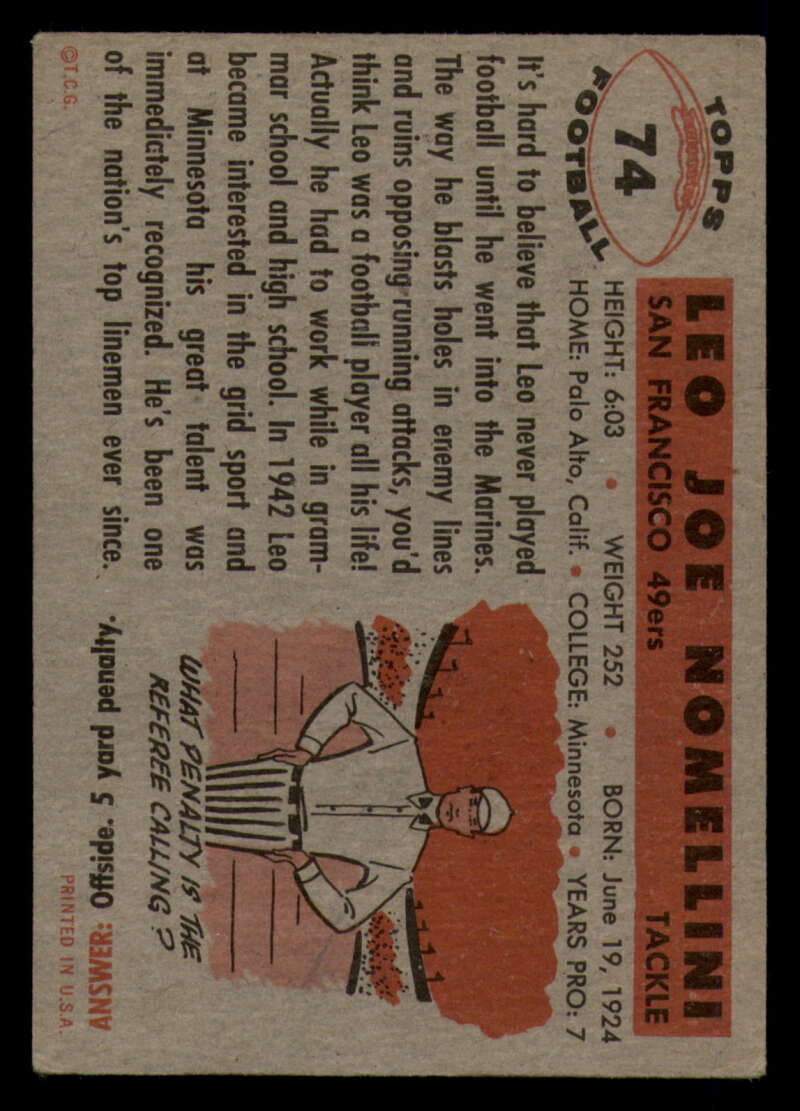 TOPPS
74
FOOTBALL
LEO JOE NOMELLINI
SAN FRANCISCO 49ers TACKLE
HEIGHT: 6:03 • WEIGHT 252 • BORN: June 19, 1924
HOME: Palo Alto, Calif. • COLLEGE: Minnesota • YEARS PRO: 7
It's hard to believe that Leo never played
football until he went into the Marines.
The way he blasts holes in enemy lines
and ruins opposing running attacks, you'd
think Leo was a football player all his life!
Actually he had to work while in gram-
mar school and high school. In 1942 Leo
became interested in the grid sport and
at Minnesota his great talent was
immedictely recognized. He's been one
of the nation's top linemen ever since.
WHAT PENALTY IS THE
REFEREE CALLING?
ANSWER: Offside. 5 yard penalty.
©T.C.G.
PRINTED IN U.S.A.